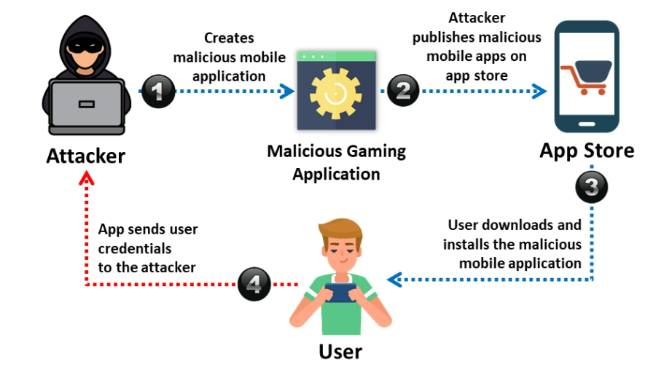 Creates
malicious mobile
application
1
Attacker
publishes malicious
mobile apps on
app store
2
Attacker
Malicious Gaming
Application
App Store
3
User downloads and
installs the malicious
mobile application
App sends user
credentials
to the attacker
4
User